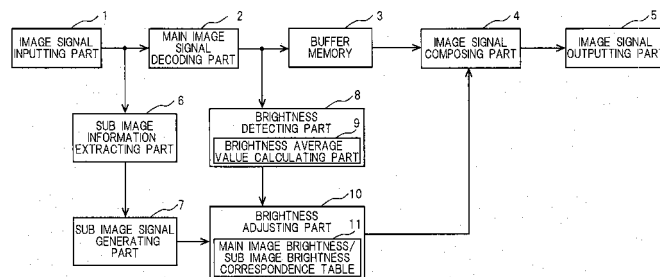 1
IMAGE SIGNAL
INPUTTING PART
2
MAIN IMAGE
SIGNAL
DECODING PART
3
BUFFER
MEMORY
4
IMAGE SIGNAL
COMPOSING PART
5
IMAGE SIGNAL
OUTPUTTING PART
6
SUB IMAGE
INFORMATION
EXTRACTING PART
8
BRIGHTNESS
DETECTING PART
9
BRIGHTNESS AVERAGE
VALUE CALCULATING PART
7
SUB IMAGE SIGNAL
GENERATING
PART
10
BRIGHTNESS
ADJUSTING PART
11
MAIN IMAGE BRIGHTNESS/
SUB IMAGE BRIGHTNESS
CORRESPONDENCE TABLE